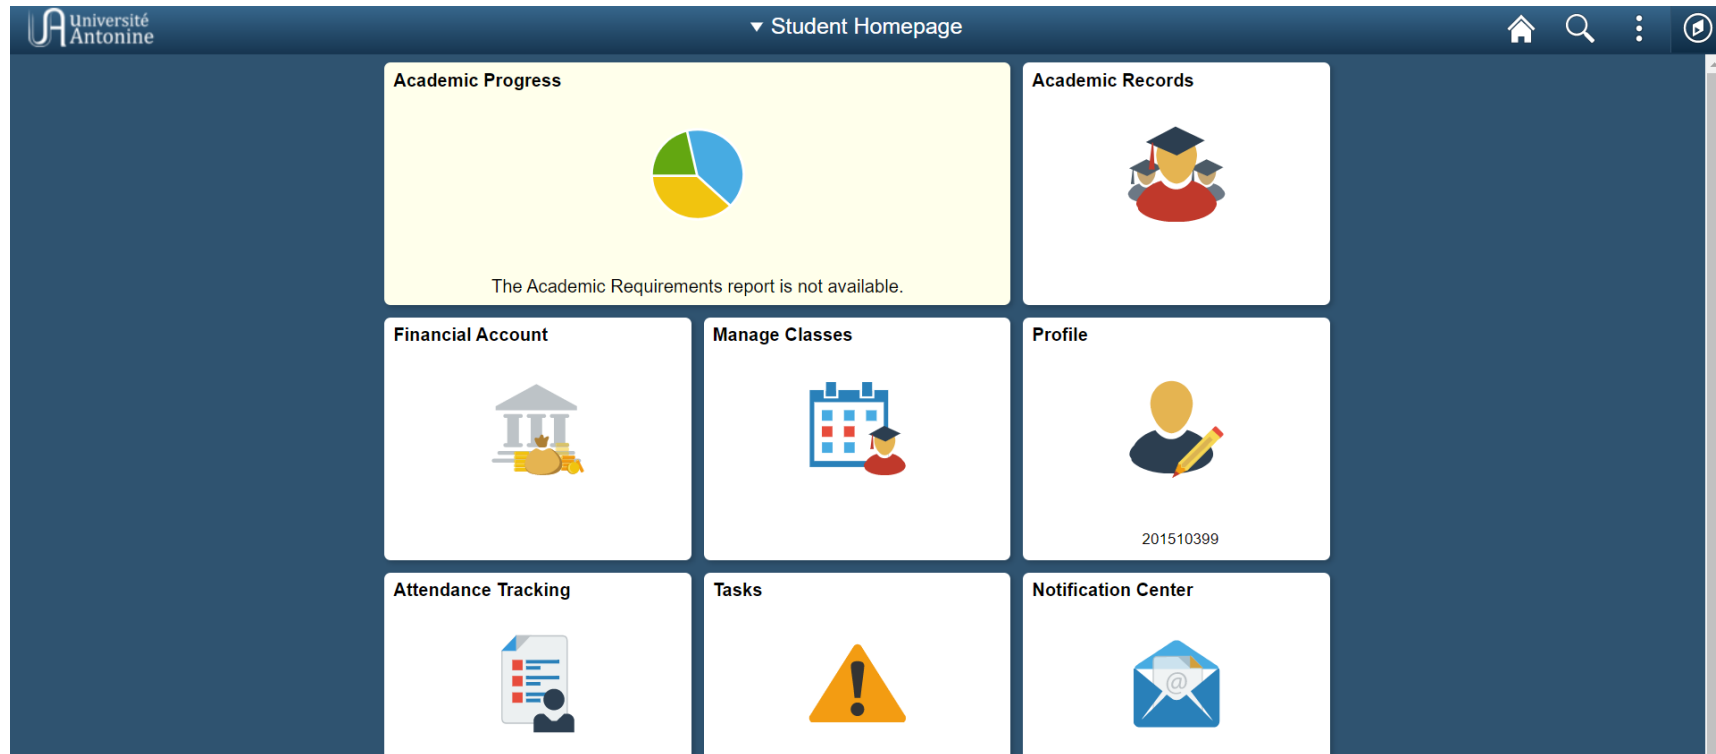 Université
Antonine
Student Homepage
Academic Progress
The Academic Requirements report is not available.
Academic Records
Financial Account
Manage Classes
Profile
201510399
Attendance Tracking
Tasks
Notification Center
@